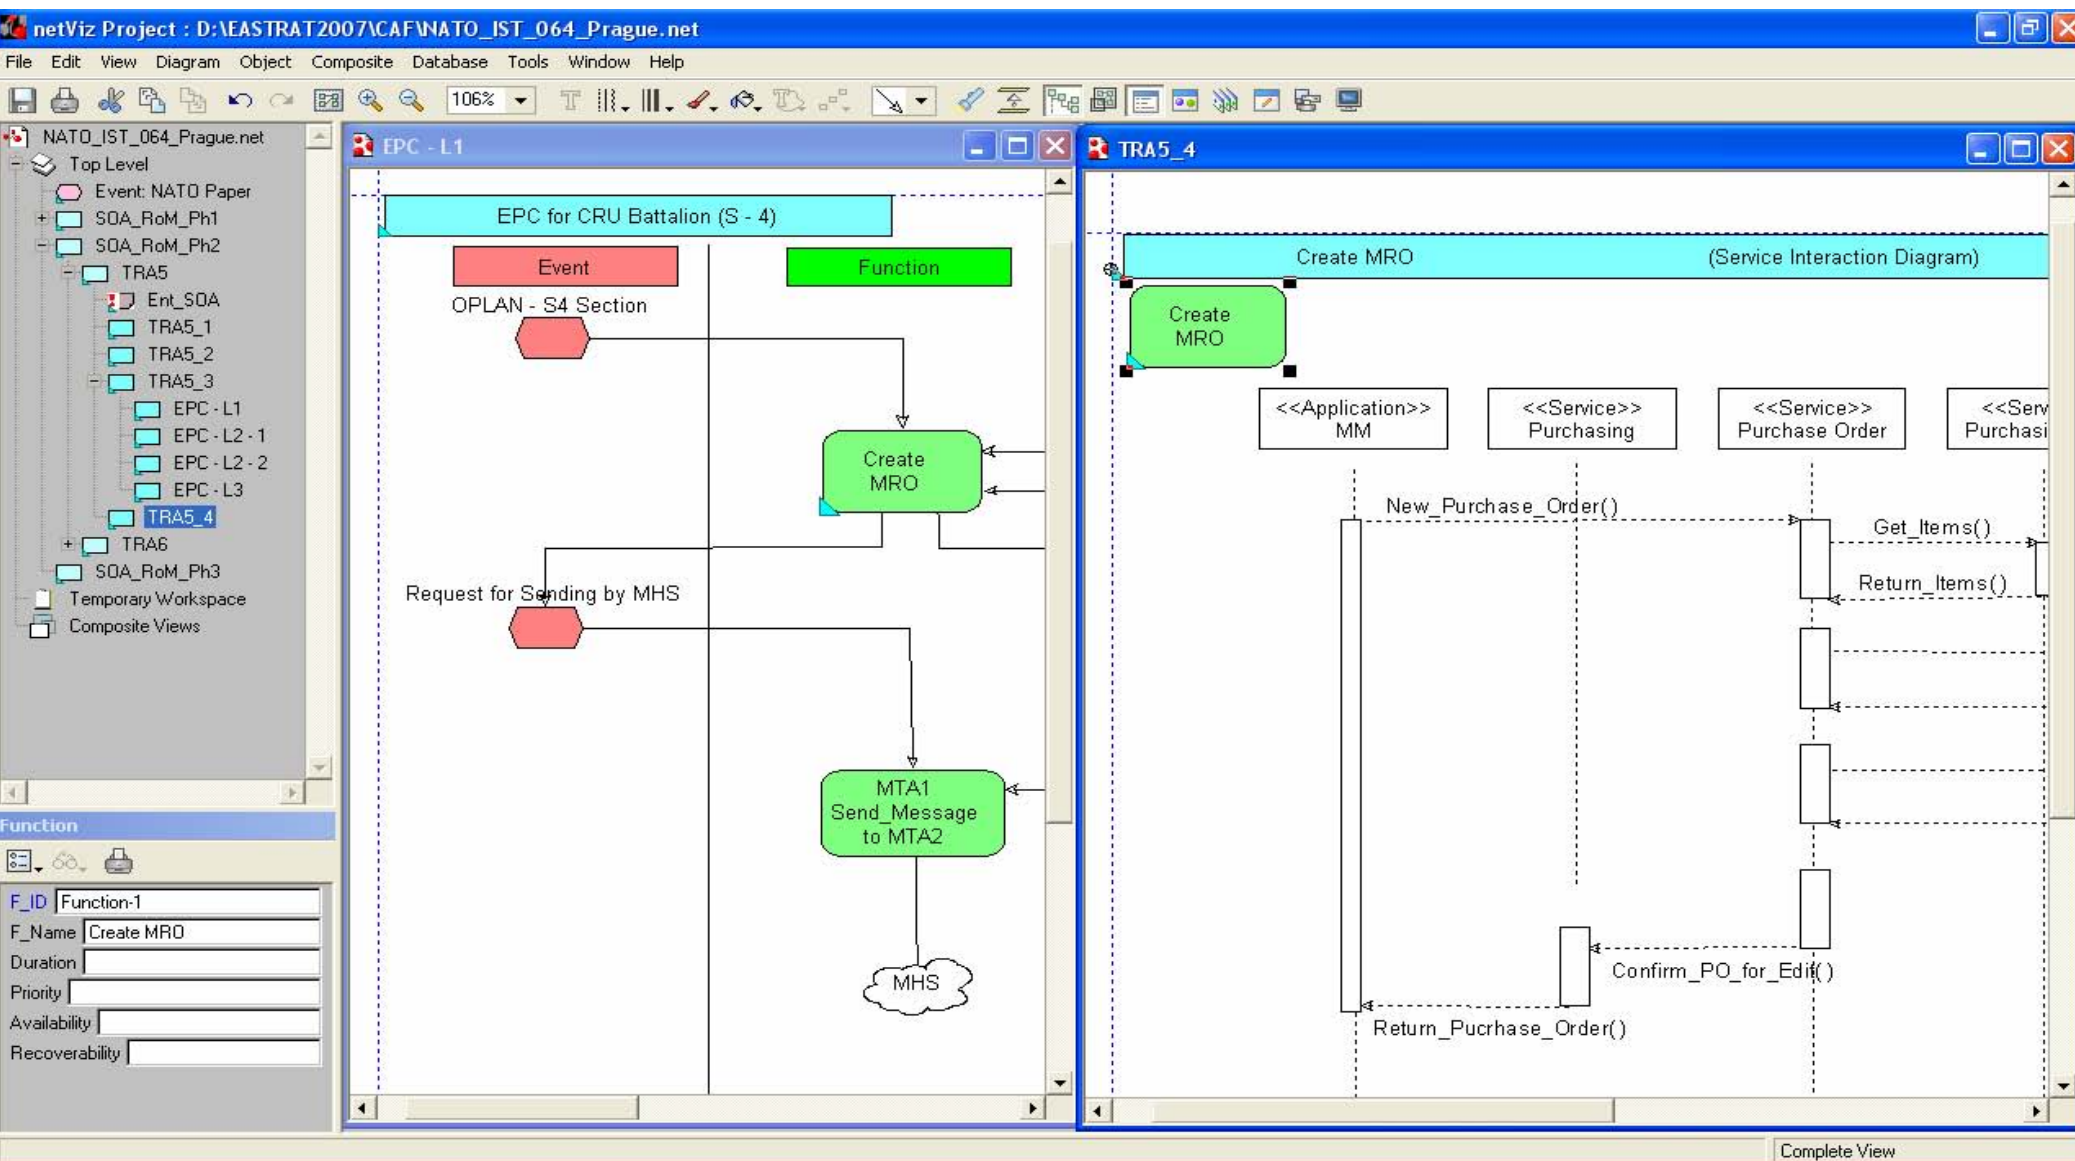 netViz Project : D:\EASTRAT2007\CAF\NATO_IST_064_Prague.net
File Edit View Diagram Object Composite Database Tools Window Help
106%
NATO_IST_064_Prague.net
Top Level
Event: NATO Paper
SOA_RoM_Ph1
SOA_RoM_Ph2
TRA5
Ent_SOA
TRA5_1
TRA5_2
TRA5_3
EPC - L1
EPC - L2 - 1
EPC - L2 - 2
EPC - L3
TRA5_4
TRA6
SOA_RoM_Ph3
Temporary Workspace
Composite Views
Function
F_ID Function-1
F_Name Create MRO
Duration
Priority
Availability
Recoverability
EPC - L1
EPC for CRU Battalion (S - 4)
Event Function
OPLAN - S4 Section
Create
MRO
Request for Sending by MHS
MTA1
Send_Message
to MTA2
MHS
TRA5_4
Create MRO (Service Interaction Diagram)
Create
MRO
<<Application>>
MM
<<Service>>
Purchasing
<<Service>>
Purchase Order
<<Serv
Purchasi
New_Purchase_Order()
Get_Items()
Return_Items()
Confirm_PO_for_Edit()
Return_Pucrhase_Order()
Complete View